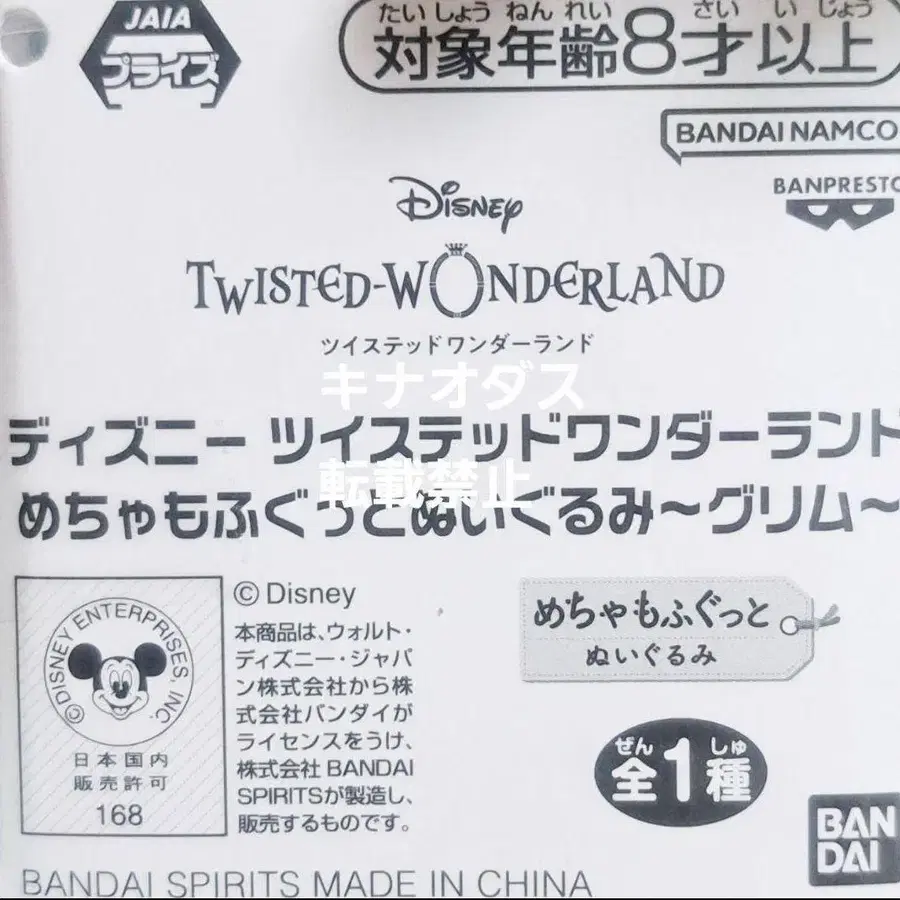 JAIA
プライズ
たいしょうねんれい さいいじょう
対象年齢8才以上
BANDAI NAMCO
BANPRESTO
Disney
TWISTED-WONDERLAND
ツイステッドワンダーランド
キナオダス
ディズニー ツイステッドワンダーランド
転載禁止
めちゃもふぐっとぬいぐるみ〜グリム〜
©DISNEY ENTERPRISES, INC.
日本国内
販売許可
168
© Disney
本商品は、ウォルト・
ディズニー・ジャパ
ン株式会社から株
式会社バンダイが
ライセンスをうけ、
株式会社 BANDAI
SPIRITSが製造し、
販売するものです。
めちゃもふぐっと
ぬいぐるみ
ぜん しゅ
全1種
BAN
DAI
BANDAI SPIRITS MADE IN CHINA